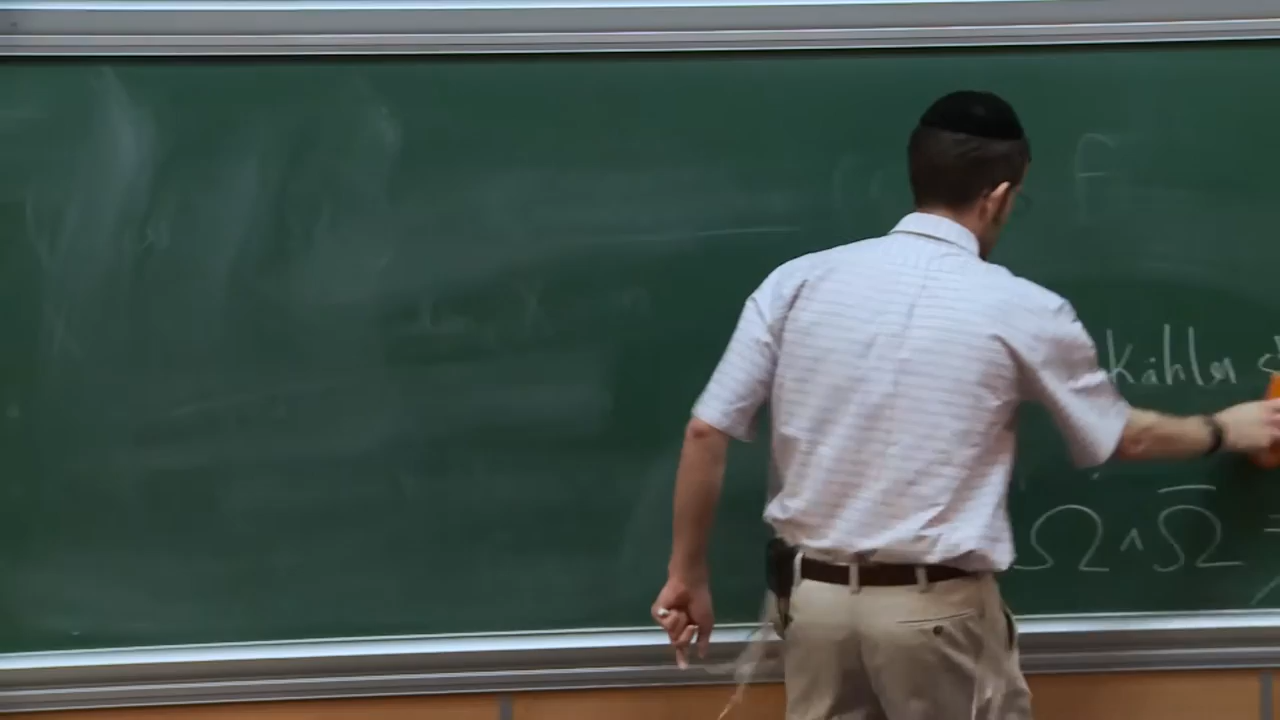 F
Kähler
Ω ∧ Ω̅ =